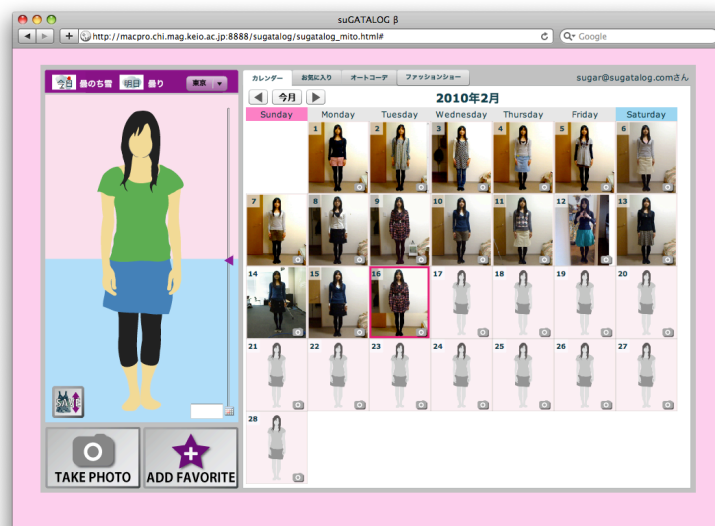 suGATALOG β
http://macpro.chi.mag.keio.ac.jp:8888/sugatalog/sugatalog_mito.html#
Google
今日 曇のち雪 明日 曇り 東京
カレンダー お気に入り オートコーデ ファッションショー
sugar@sugatalog.comさん
今月
2010年2月
Sunday Monday Tuesday Wednesday Thursday Friday Saturday
1 2 3 4 5 6
7 8 9 10 11 12 13
14 15 16 17 18 19 20
21 22 23 24 25 26 27
28
TAKE PHOTO
ADD FAVORITE